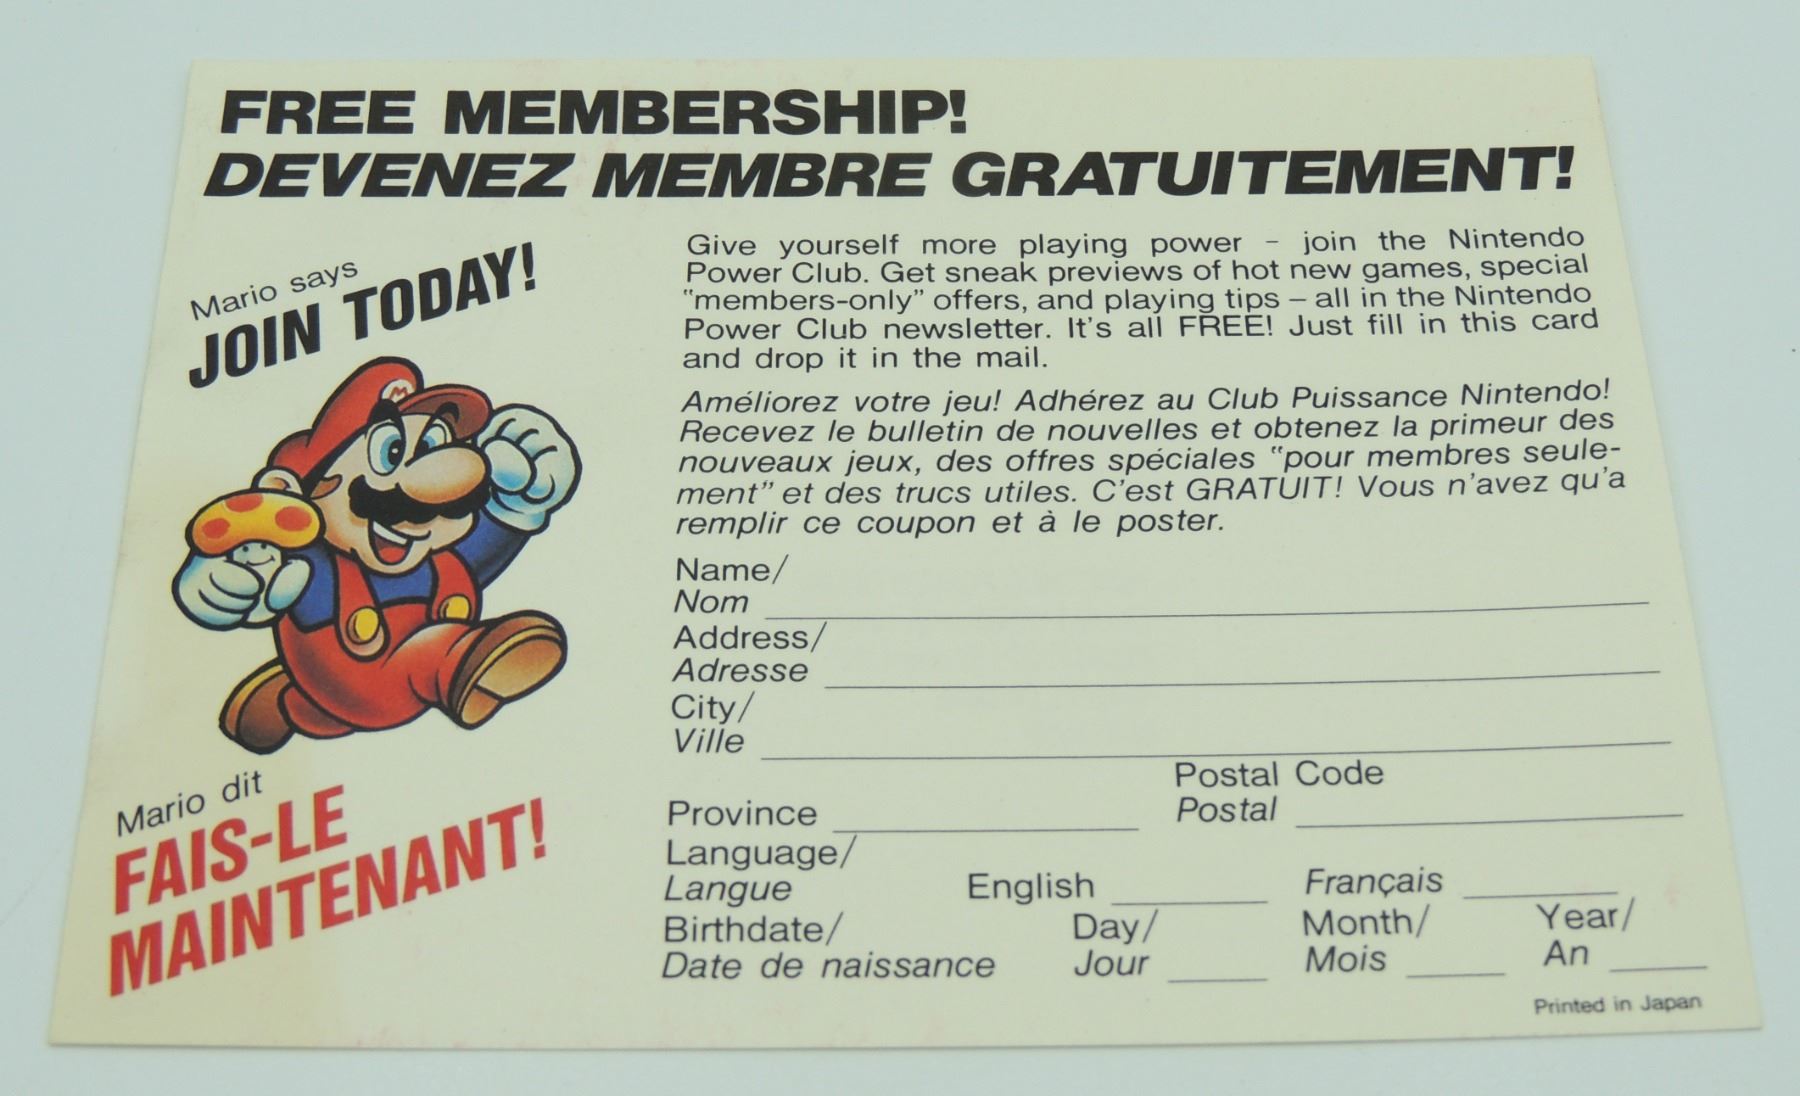 FREE MEMBERSHIP!
DEVENEZ MEMBRE GRATUITEMENT!
Mario says
JOIN TODAY!
M
Mario dit
FAIS-LE
MAINTENANT!
Give yourself more playing power – join the Nintendo
Power Club. Get sneak previews of hot new games, special
"members-only" offers, and playing tips – all in the Nintendo
Power Club newsletter. It's all FREE! Just fill in this card
and drop it in the mail.
Améliorez votre jeu! Adhérez au Club Puissance Nintendo!
Recevez le bulletin de nouvelles et obtenez la primeur des
nouveaux jeux, des offres spéciales "pour membres seule-
ment" et des trucs utiles. C'est GRATUIT! Vous n'avez qu'a
remplir ce coupon et à le poster.
Name/
Nom
Address/
Adresse
City/
Ville
Province
Postal Code
Postal
Language/
Langue English Français
Birthdate/ Day/ Month/ Year/
Date de naissance Jour Mois An
Printed in Japan